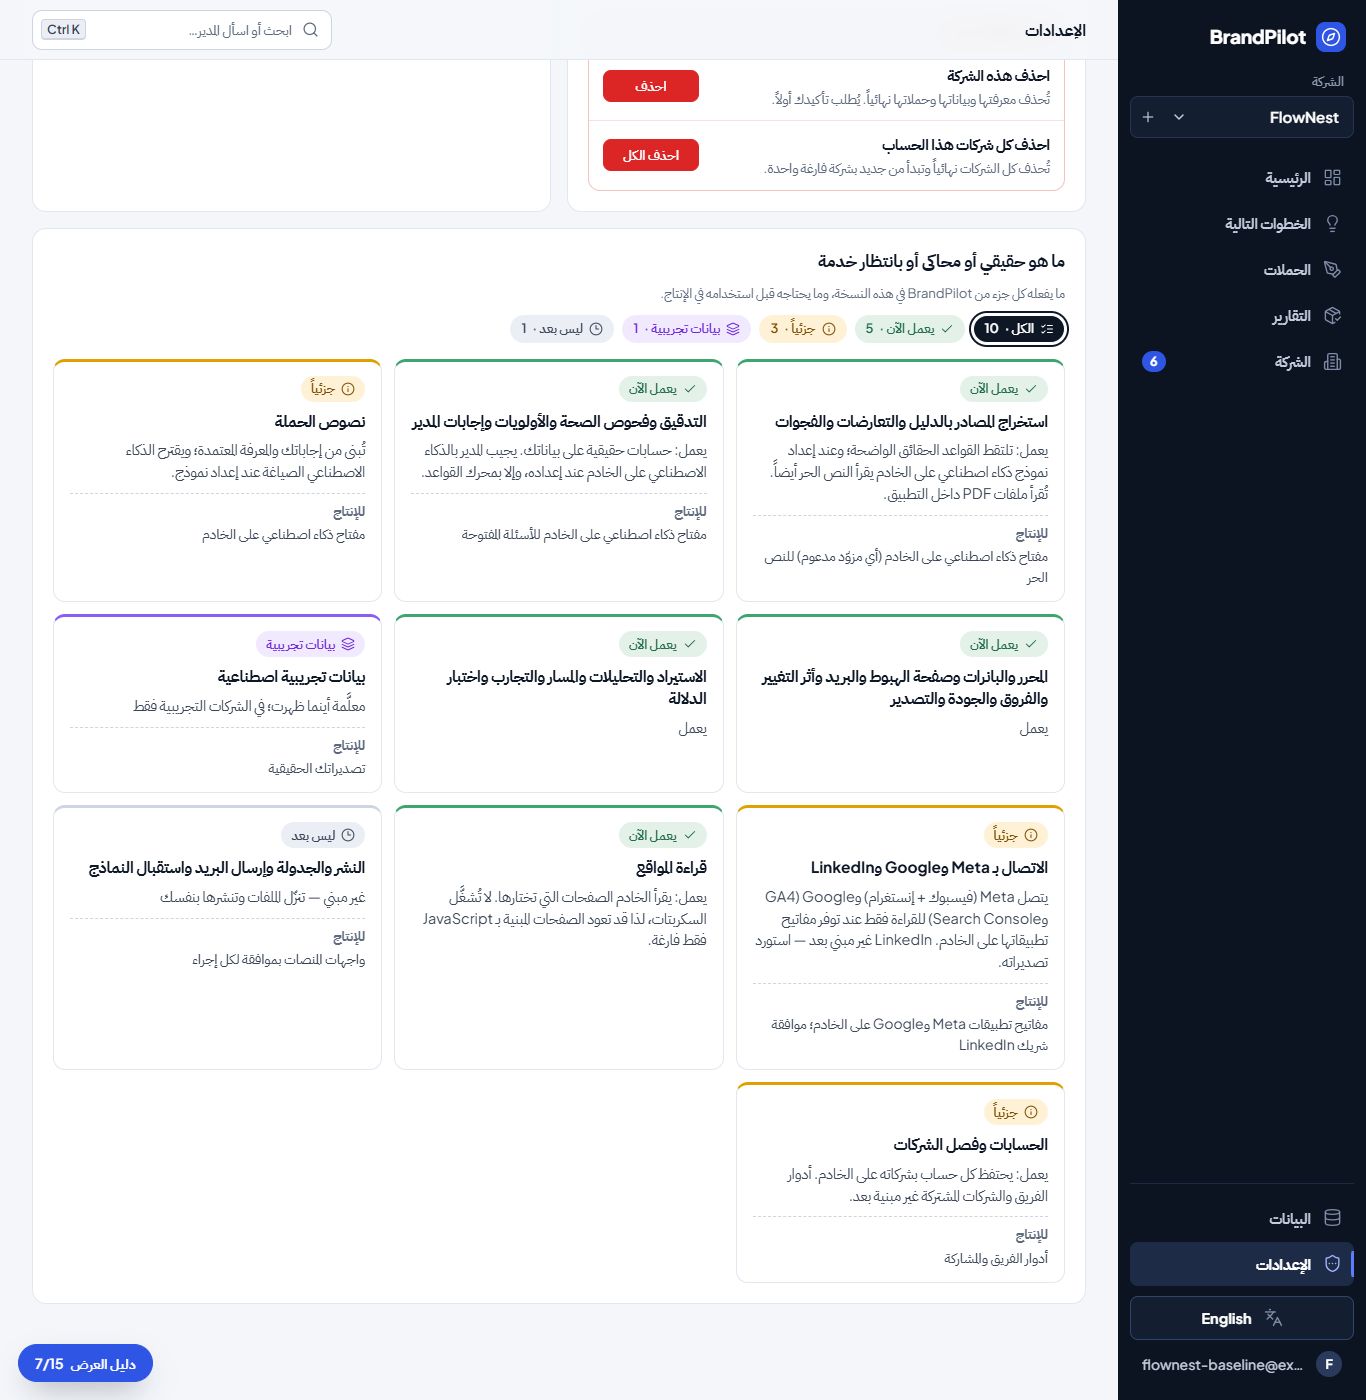 BrandPilot
الشركة
FlowNest
الرئيسية
الخطوات التالية
الحملات
التقارير
الشركة
6
البيانات
الإعدادات
English
F
flownest-baseline@ex...
الإعدادات
ابحث أو اسأل المدير...
Ctrl K
احذف هذه الشركة
تُحذف معرفتها وبياناتها وحملاتها نهائياً. يُطلب تأكيدك أولاً.
احذف
احذف كل شركات هذا الحساب
تُحذف كل الشركات نهائياً وتبدأ من جديد بشركة فارغة واحدة.
احذف الكل
ما هو حقيقي أو محاكى أو بانتظار خدمة
ما يفعله كل جزء من BrandPilot في هذه النسخة، وما يحتاجه قبل استخدامه في الإنتاج.
الكل · 10
يعمل الآن · 5
جزئياً · 3
بيانات تجريبية · 1
ليس بعد · 1
يعمل الآن
استخراج المصادر بالدليل والتعارضات والفجوات
يعمل: تلتقط القواعد الحقائق الواضحة؛ وعند إعداد
نموذج ذكاء اصطناعي على الخادم يقرأ النص الحر أيضاً.
تُقرأ ملفات PDF داخل التطبيق.
للإنتاج
مفتاح ذكاء اصطناعي على الخادم (أي مزوّد مدعوم) للنص
الحر
يعمل الآن
التدقيق وفحوص الصحة والأولويات وإجابات المدير
يعمل: حسابات حقيقية على بياناتك. يجيب المدير بالذكاء
الاصطناعي على الخادم عند إعداده، وإلا بمحرك القواعد.
للإنتاج
مفتاح ذكاء اصطناعي على الخادم للأسئلة المفتوحة
جزئياً
نصوص الحملة
تُبنى من إجاباتك والمعرفة المعتمدة؛ ويقترح الذكاء
الاصطناعي الصياغة عند إعداد نموذج.
للإنتاج
مفتاح ذكاء اصطناعي على الخادم
يعمل الآن
المحرر والبانرات وصفحة الهبوط والبريد وأثر التغيير
والفروق والجودة والتصدير
يعمل
يعمل الآن
الاستيراد والتحليلات والمسار والتجارب واختبار
الدلالة
يعمل
بيانات تجريبية
بيانات تجريبية اصطناعية
معلَّمة أينما ظهرت؛ في الشركات التجريبية فقط
للإنتاج
تصديراتك الحقيقية
جزئياً
الاتصال بـ Meta وGoogle وLinkedIn
يتصل Meta (فيسبوك + إنستغرام) وGoogle (GA4
وSearch Console) للقراءة فقط عند توفر مفاتيح
تطبيقاتها على الخادم. LinkedIn غير مبني بعد — استورد
تصديراته.
للإنتاج
مفاتيح تطبيقات Meta وGoogle على الخادم؛ موافقة
شريك LinkedIn
يعمل الآن
قراءة المواقع
يعمل: يقرأ الخادم الصفحات التي تختارها. لا تُشغَّل
السكربتات، لذا قد تعود الصفحات المبنية بـ JavaScript
فقط فارغة.
ليس بعد
النشر والجدولة وإرسال البريد واستقبال النماذج
غير مبني — تنزّل الملفات وتنشرها بنفسك
للإنتاج
واجهات المنصات بموافقة لكل إجراء
جزئياً
الحسابات وفصل الشركات
يعمل: يحتفظ كل حساب بشركاته على الخادم. أدوار
الفريق والشركات المشتركة غير مبنية بعد.
للإنتاج
أدوار الفريق والمشاركة
دليل العرض 7/15